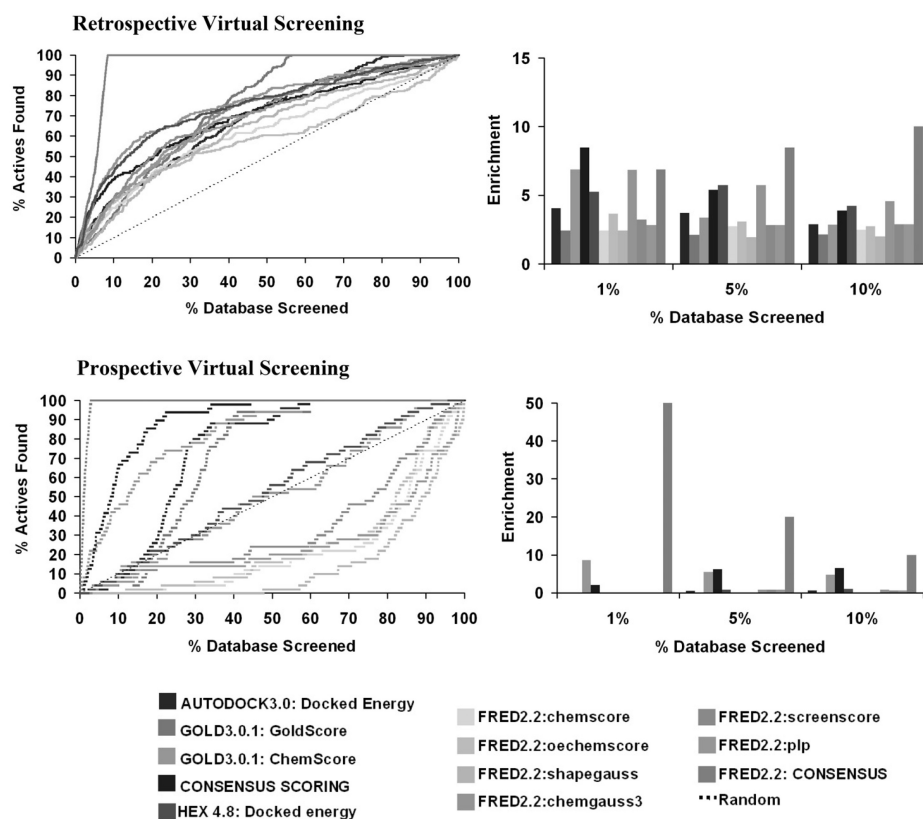 Retrospective Virtual Screening
100
90
80
70
60
50
40
30
20
10
0
% Actives Found
0 10 20 30 40 50 60 70 80 90 100
% Database Screened
15
10
5
0
Enrichment
1% 5% 10%
% Database Screened
Prospective Virtual Screening
100
90
80
70
60
50
40
30
20
10
0
% Actives Found
0 10 20 30 40 50 60 70 80 90 100
% Database Screened
50
40
30
20
10
0
Enrichment
1% 5% 10%
% Database Screened
AUTODOCK3.0: Docked Energy
GOLD3.0.1: GoldScore
GOLD3.0.1: ChemScore
CONSENSUS SCORING
HEX 4.8: Docked energy
FRED2.2:chemscore
FRED2.2:oechemscore
FRED2.2:shapegauss
FRED2.2:chemgauss3
FRED2.2:screenscore
FRED2.2:plp
FRED2.2: CONSENSUS
Random